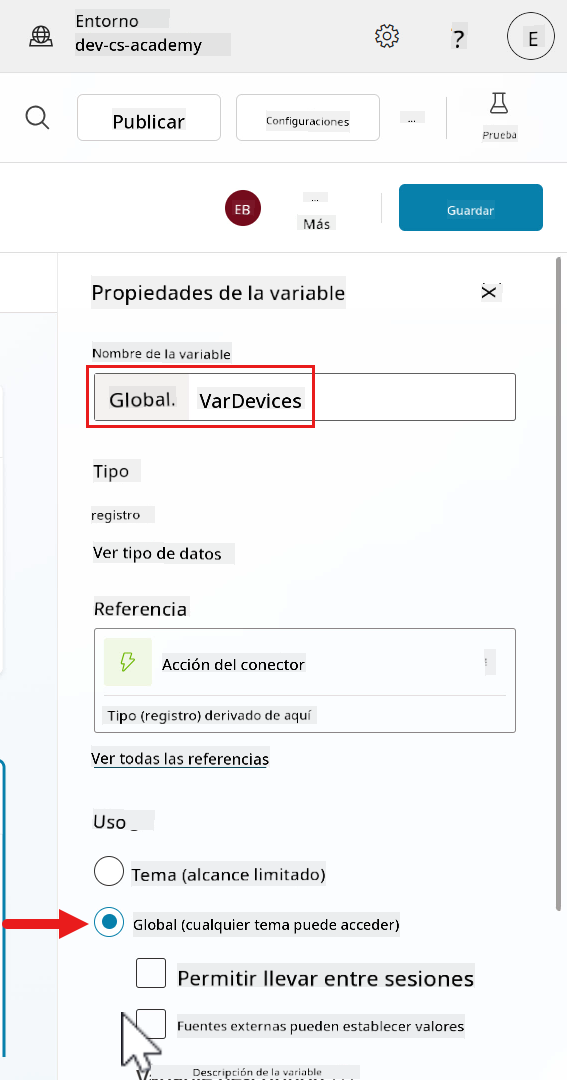 Entorno
dev-cs-academy
?
E
Publicar
Configuraciones
...
Prueba
EB
...
Más
Guardar
Propiedades de la variable
Nombre de la variable
Global.
VarDevices
Tipo
registro
Ver tipo de datos
Referencia
Acción del conector
Tipo (registro) derivado de aquí
Ver todas las referencias
Uso
Tema (alcance limitado)
Global (cualquier tema puede acceder)
Permitir llevar entre sesiones
Fuentes externas pueden establecer valores
Descripción de la variable